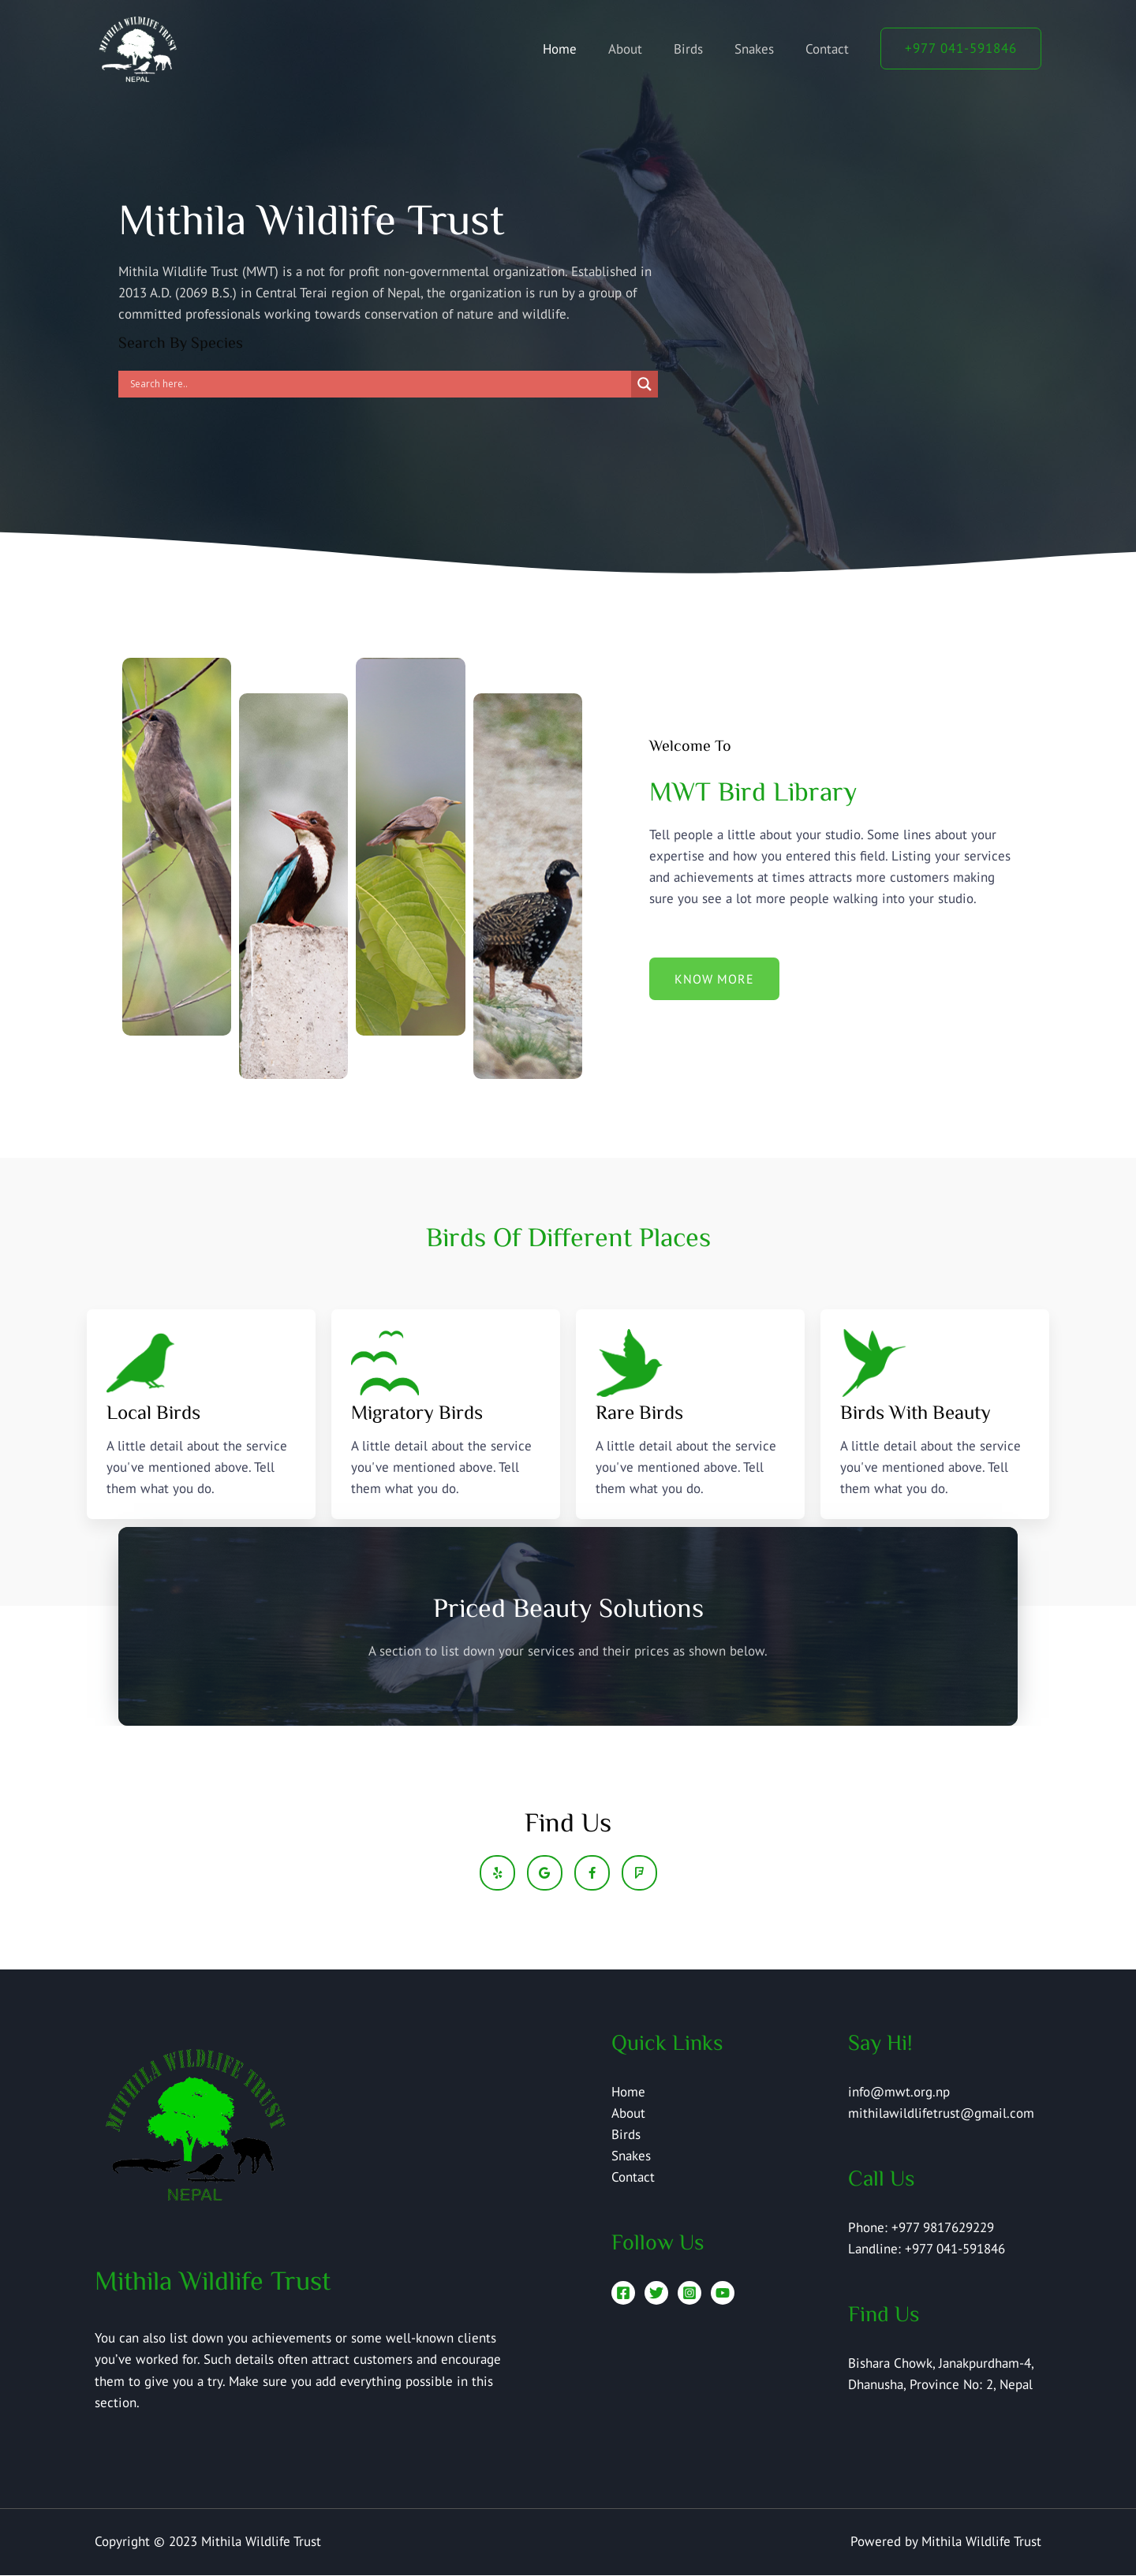 MITHILA WILDLIFE TRUST
NEPAL
Home
About
Birds
Snakes
Contact
+977 041-591846
Mithila Wildlife Trust
Mithila Wildlife Trust (MWT) is a not for profit non-governmental organization. Established in
2013 A.D. (2069 B.S.) in Central Terai region of Nepal, the organization is run by a group of
committed professionals working towards conservation of nature and wildlife.
Search By Species
Search here..
Welcome To
MWT Bird Library
Tell people a little about your studio. Some lines about your
expertise and how you entered this field. Listing your services
and achievements at times attracts more customers making
sure you see a lot more people walking into your studio.
KNOW MORE
Birds Of Different Places
Local Birds
A little detail about the service
you've mentioned above. Tell
them what you do.
Migratory Birds
A little detail about the service
you've mentioned above. Tell
them what you do.
Rare Birds
A little detail about the service
you've mentioned above. Tell
them what you do.
Birds With Beauty
A little detail about the service
you've mentioned above. Tell
them what you do.
Priced Beauty Solutions
A section to list down your services and their prices as shown below.
Find Us
MITHILA WILDLIFE TRUST
NEPAL
Mithila Wildlife Trust
You can also list down you achievements or some well-known clients
you've worked for. Such details often attract customers and encourage
them to give you a try. Make sure you add everything possible in this
section.
Quick Links
Home
About
Birds
Snakes
Contact
Follow Us
Say Hi!
info@mwt.org.np
mithilawildlifetrust@gmail.com
Call Us
Phone: +977 9817629229
Landline: +977 041-591846
Find Us
Bishara Chowk, Janakpurdham-4,
Dhanusha, Province No: 2, Nepal
Copyright © 2023 Mithila Wildlife Trust
Powered by Mithila Wildlife Trust